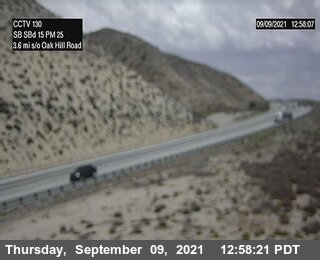 CCTV 130
SB SBd 15 PM 25
3.6 mi s/o Oak Hill Road
09/09/2021 12:58:07
Thursday, September 09, 2021 12:58:21 PDT